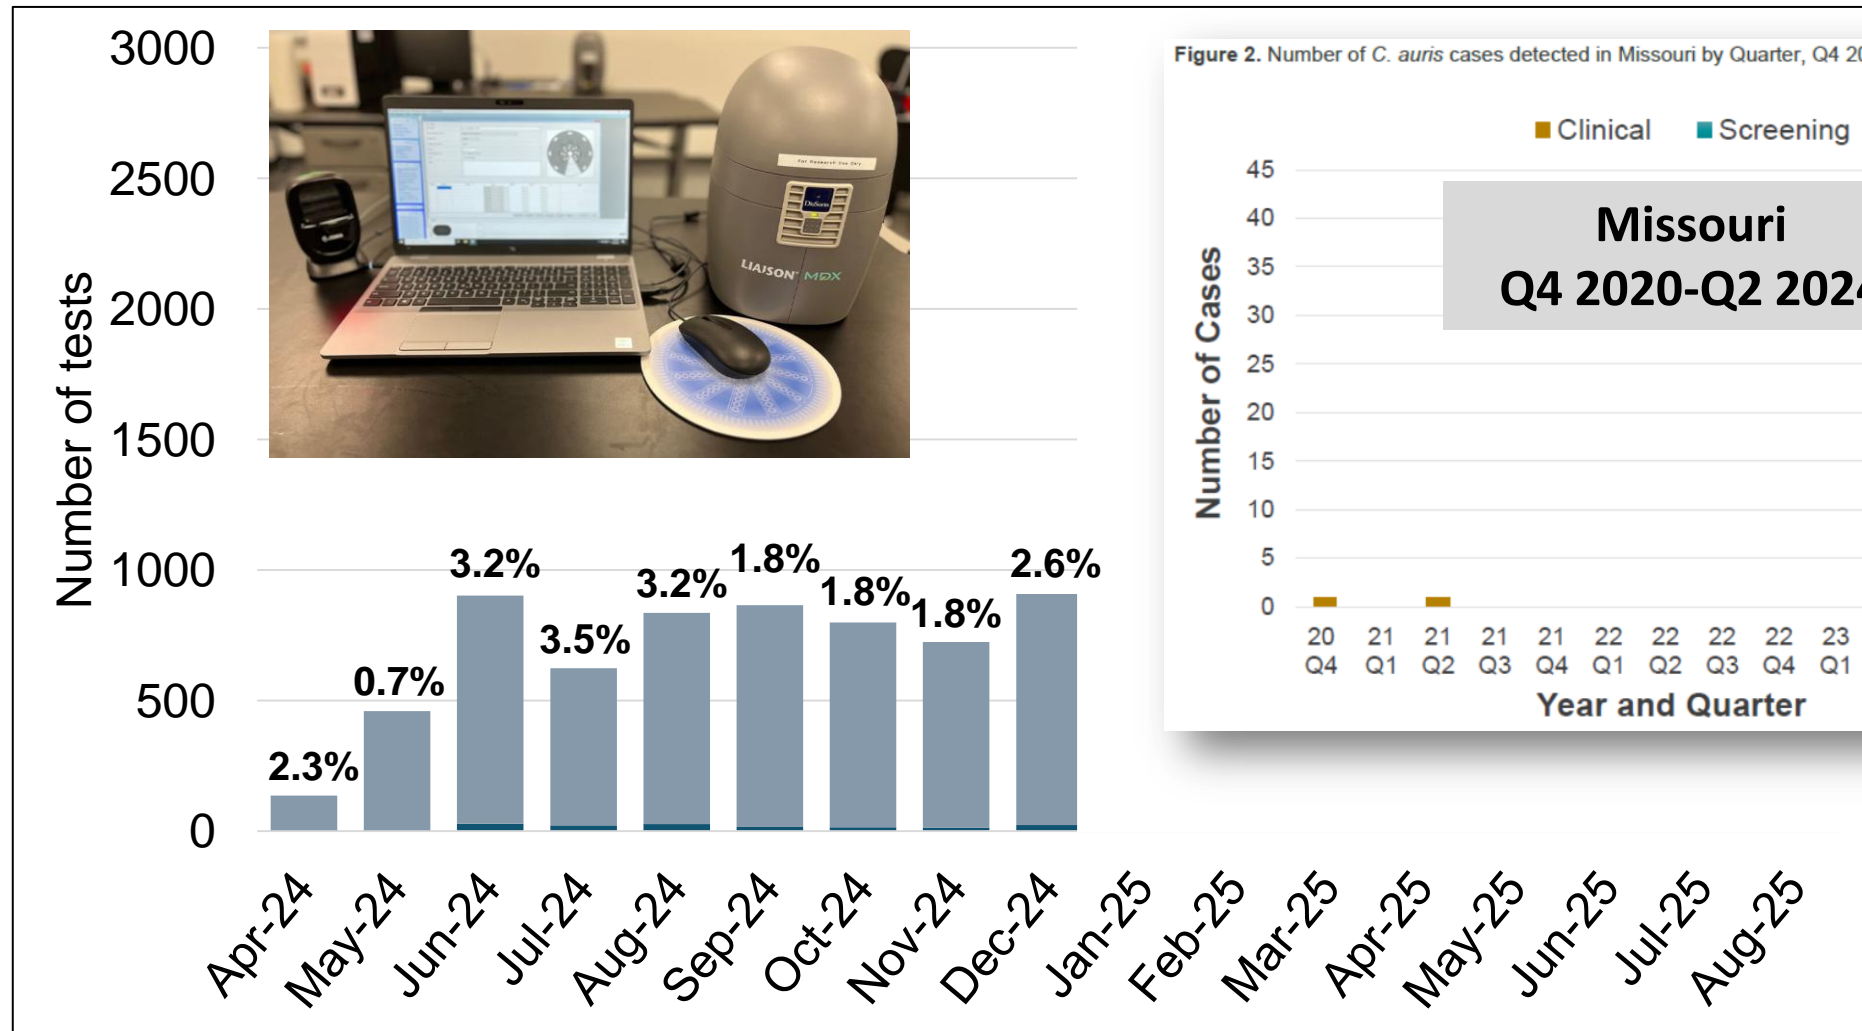 3000
2500
2000
1500
1000
500
0
Number of tests
2.3%
0.7%
3.2%
3.5%
3.2%
1.8%
1.8%
1.8%
2.6%
Apr-24
May-24
Jun-24
Jul-24
Aug-24
Sep-24
Oct-24
Nov-24
Dec-24
Jan-25
Feb-25
Mar-25
Apr-25
May-25
Jun-25
Jul-25
Aug-25
For Research Use Only
DiaSorin
LIAISON® MDX
Figure 2. Number of C. auris cases detected in Missouri by Quarter, Q4 20
Clinical
Screening
Missouri
Q4 2020-Q2 2024
45
40
35
30
25
20
15
10
5
0
Number of Cases
20 21 21 21 21 22 22 22 22 23
Q4 Q1 Q2 Q3 Q4 Q1 Q2 Q3 Q4 Q1
Year and Quarter